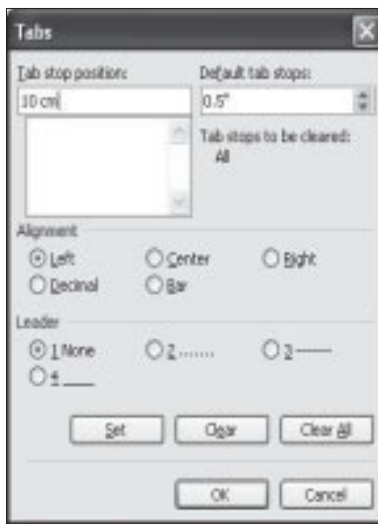 Tabs
Tab stop position: Default tab stops:
10 cm 0.5"
Tab stops to be cleared:
All
Alignment
Left Center Right
Decimal Bar
Leader
1 None 2 ....... 3 -------
4 ___
Set Clear Clear All
OK Cancel